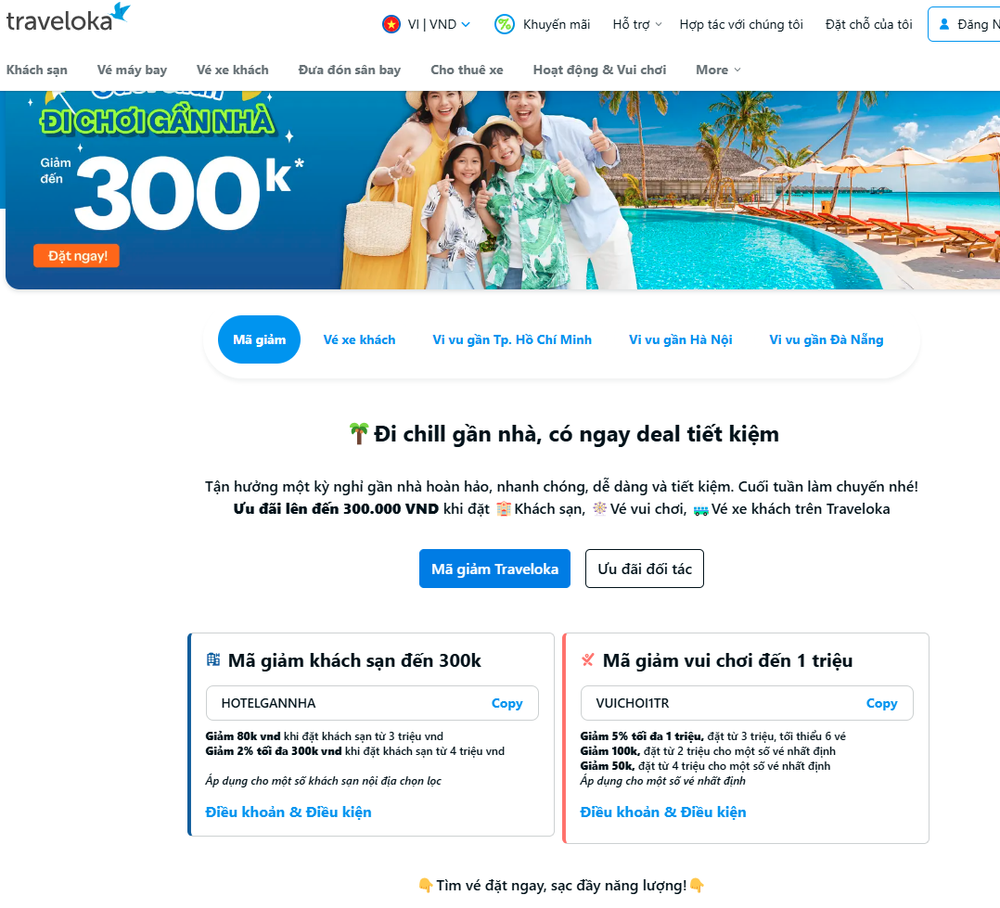 traveloka
VI | VND
Khuyến mãi
Hỗ trợ
Hợp tác với chúng tôi
Đặt chỗ của tôi
Đăng N
Khách sạn
Vé máy bay
Vé xe khách
Đưa đón sân bay
Cho thuê xe
Hoạt động & Vui chơi
More
ĐI CHƠI GẦN NHÀ
Giảm
đến
300k*
Đặt ngay!
Mã giảm
Vé xe khách
Vi vu gần Tp. Hồ Chí Minh
Vi vu gần Hà Nội
Vi vu gần Đà Nẵng
🌴Đi chill gần nhà, có ngay deal tiết kiệm
Tận hưởng một kỳ nghỉ gần nhà hoàn hảo, nhanh chóng, dễ dàng và tiết kiệm. Cuối tuần làm chuyến nhé!
Ưu đãi lên đến 300.000 VND khi đặt 🏨Khách sạn, 🎡Vé vui chơi, 🚌Vé xe khách trên Traveloka
Mã giảm Traveloka
Ưu đãi đối tác
Mã giảm khách sạn đến 300k
HOTELGANNHA
Copy
Giảm 80k vnd khi đặt khách sạn từ 3 triệu vnd
Giảm 2% tối đa 300k vnd khi đặt khách sạn từ 4 triệu vnd
Áp dụng cho một số khách sạn nội địa chọn lọc
Điều khoản & Điều kiện
Mã giảm vui chơi đến 1 triệu
VUICHOI1TR
Copy
Giảm 5% tối đa 1 triệu, đặt từ 3 triệu, tối thiểu 6 vé
Giảm 100k, đặt từ 2 triệu cho một số vé nhất định
Giảm 50k, đặt từ 4 triệu cho một số vé nhất định
Áp dụng cho một số vé nhất định
Điều khoản & Điều kiện
👇Tìm vé đặt ngay, sạc đầy năng lượng!👇